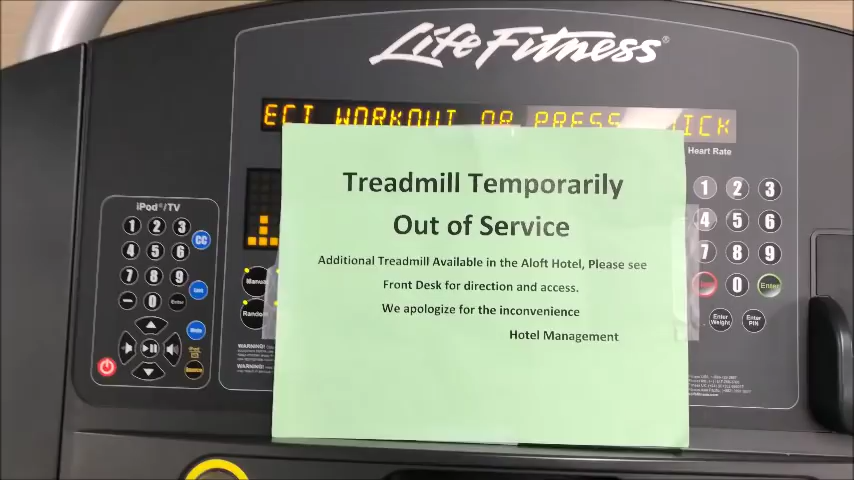 LifeFitness®
ECT WORKOUT OR PRESS ICK
Heart Rate
iPod®/TV
Treadmill Temporarily
Out of Service
Additional Treadmill Available in the Aloft Hotel, Please see
Front Desk for direction and access.
We apologize for the inconvenience
Hotel Management
1 2 3
4 5 6
7 8 9
0 Enter
CC
1 2 3
4 5 6
7 8 9
0 Enter
Enter Weight
Enter PIN
Manua
Random
WARNING!
WARNING!